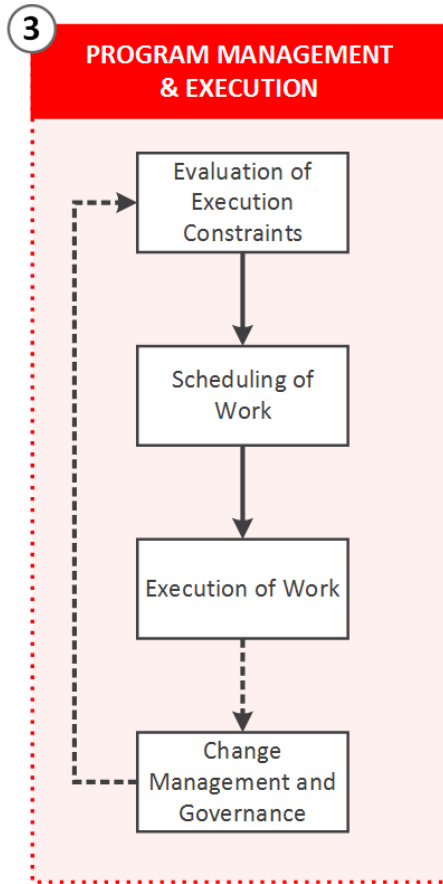 3
PROGRAM MANAGEMENT
& EXECUTION
Evaluation of
Execution
Constraints
Scheduling of
Work
Execution of Work
Change
Management and
Governance